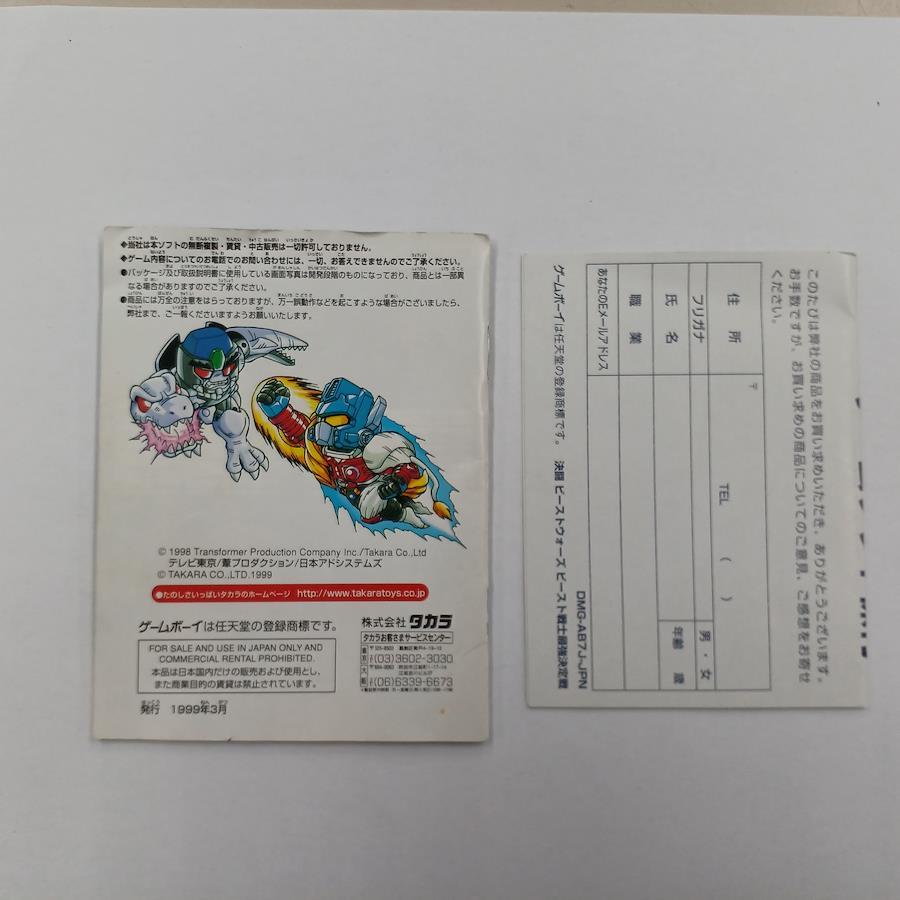 ◆当社は本ソフトの無断複製・賃貸・中古販売は一切許可しておりません。
◆ゲーム内容についてのお電話でのお問い合わせには、一切、お答えできませんのでご了承ください。
●パッケージ及び取扱説明書に使用している画面写真は開発段階のものになっており、商品とは一部異
なる場合がありますのでご了承ください。
●商品には万全の注意をはらっておりますが、万一誤動作などを起こすような場合がございましたら、
弊社まで、ご一報くださいますようお願いいたします。
© 1998 Transformer Production Company Inc./Takara Co.,Ltd
テレビ東京/葦プロダクション/日本アドシステムズ
© TAKARA CO.,LTD.1999
●たのしさいっぱいタカラのホームページ http://www.takaratoys.co.jp
ゲームボーイは任天堂の登録商標です。
FOR SALE AND USE IN JAPAN ONLY AND
COMMERCIAL RENTAL PROHIBITED.
本品は日本国内だけの販売および使用とし、
また商業目的の賃貸は禁止されています。
発行 1999年3月
株式会社 タカラ
タカラお客さまサービスセンター
東京
(03)3602-3030
大阪
(06)6339-6673
このたびは弊社の商品をお買い求めいただき、ありがとうございます。
お手数ですが、お買い求めの商品についてのご意見、ご感想をお寄せ
ください。
住所
〒
TEL ( )
フリガナ
氏名
男・女
年齢 歳
職業
あなたのEメールアドレス
DMG-AB7J-JPN
ゲームボーイは任天堂の登録商標です。 決闘 ビーストウォーズ ビースト戦士最強決定戦